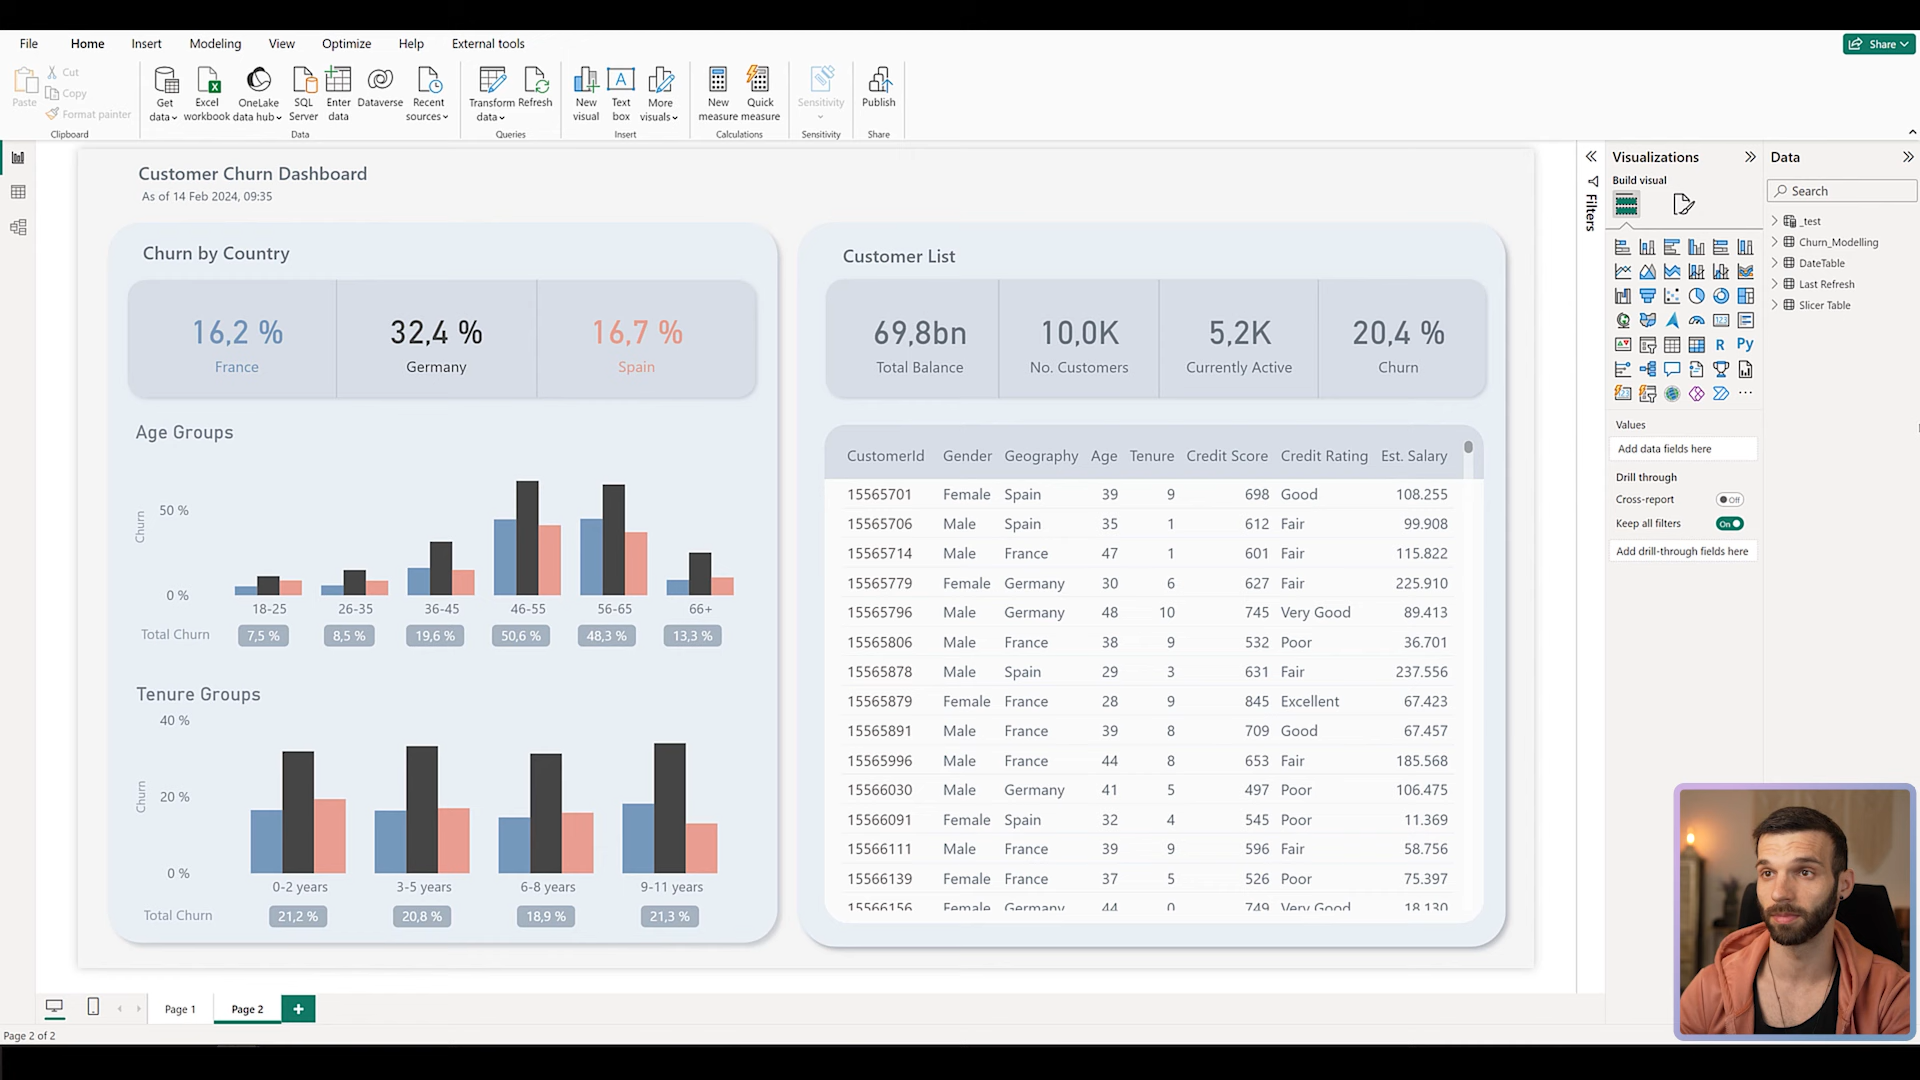 File Home Insert Modeling View Optimize Help External tools
Share
Paste
Cut
Copy
Format painter
Clipboard
Get data
Excel workbook
OneLake data hub
SQL Server
Enter data
Dataverse
Recent sources
Data
Transform data
Refresh
Queries
New visual
A
Text box
More visuals
Insert
New measure
Quick measure
Calculations
Sensitivity
Sensitivity
Publish
Share
Customer Churn Dashboard
As of 14 Feb 2024, 09:35
Churn by Country
16,2 % 32,4 % 16,7 %
France Germany Spain
Age Groups
Churn
50 %
0 %
18-25 26-35 36-45 46-55 56-65 66+
Total Churn 7,5 % 8,5 % 19,6 % 50,6 % 48,3 % 13,3 %
Tenure Groups
Churn
40 %
20 %
0 %
0-2 years 3-5 years 6-8 years 9-11 years
Total Churn 21,2 % 20,8 % 18,9 % 21,3 %
Customer List
69,8bn 10,0K 5,2K 20,4 %
Total Balance No. Customers Currently Active Churn
CustomerId Gender Geography Age Tenure Credit Score Credit Rating Est. Salary
15565701 Female Spain 39 9 698 Good 108.255
15565706 Male Spain 35 1 612 Fair 99.908
15565714 Male France 47 1 601 Fair 115.822
15565779 Female Germany 30 6 627 Fair 225.910
15565796 Male Germany 48 10 745 Very Good 89.413
15565806 Male France 38 9 532 Poor 36.701
15565878 Male Spain 29 3 631 Fair 237.556
15565879 Female France 28 9 845 Excellent 67.423
15565891 Male France 39 8 709 Good 67.457
15565996 Male France 44 8 653 Fair 185.568
15566030 Male Germany 41 5 497 Poor 106.475
15566091 Female Spain 32 4 545 Poor 11.369
15566111 Male France 39 9 596 Fair 58.756
15566139 Female France 37 5 526 Poor 75.397
15566156 Female Germany 44 0 749 Very Good 18.130
Filters
Visualizations
Build visual
R Py
123
Values
Add data fields here
Drill through
Cross-report Off
Keep all filters On
Add drill-through fields here
Data
Search
_test
Churn_Modelling
DateTable
Last Refresh
Slicer Table
Page 1 Page 2 +
Page 2 of 2